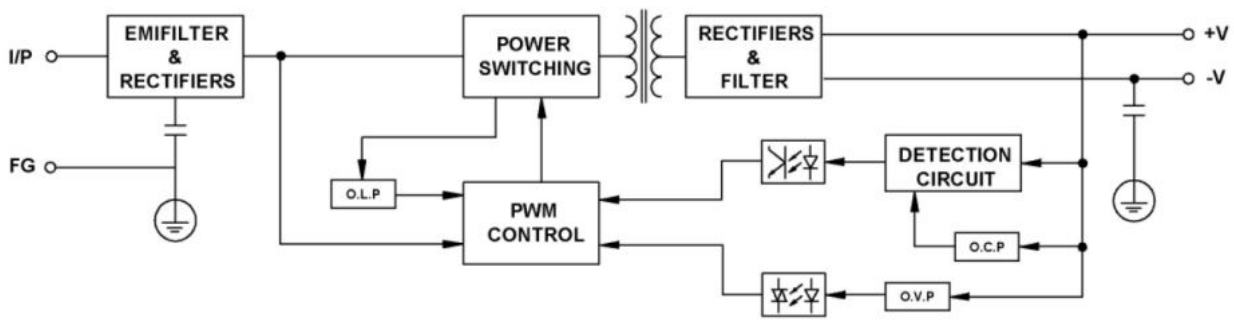 I/P
EMIFILTER
&
RECTIFIERS
POWER
SWITCHING
RECTIFIERS
&
FILTER
+V
-V
FG
O.L.P
PWM
CONTROL
DETECTION
CIRCUIT
O.C.P
O.V.P